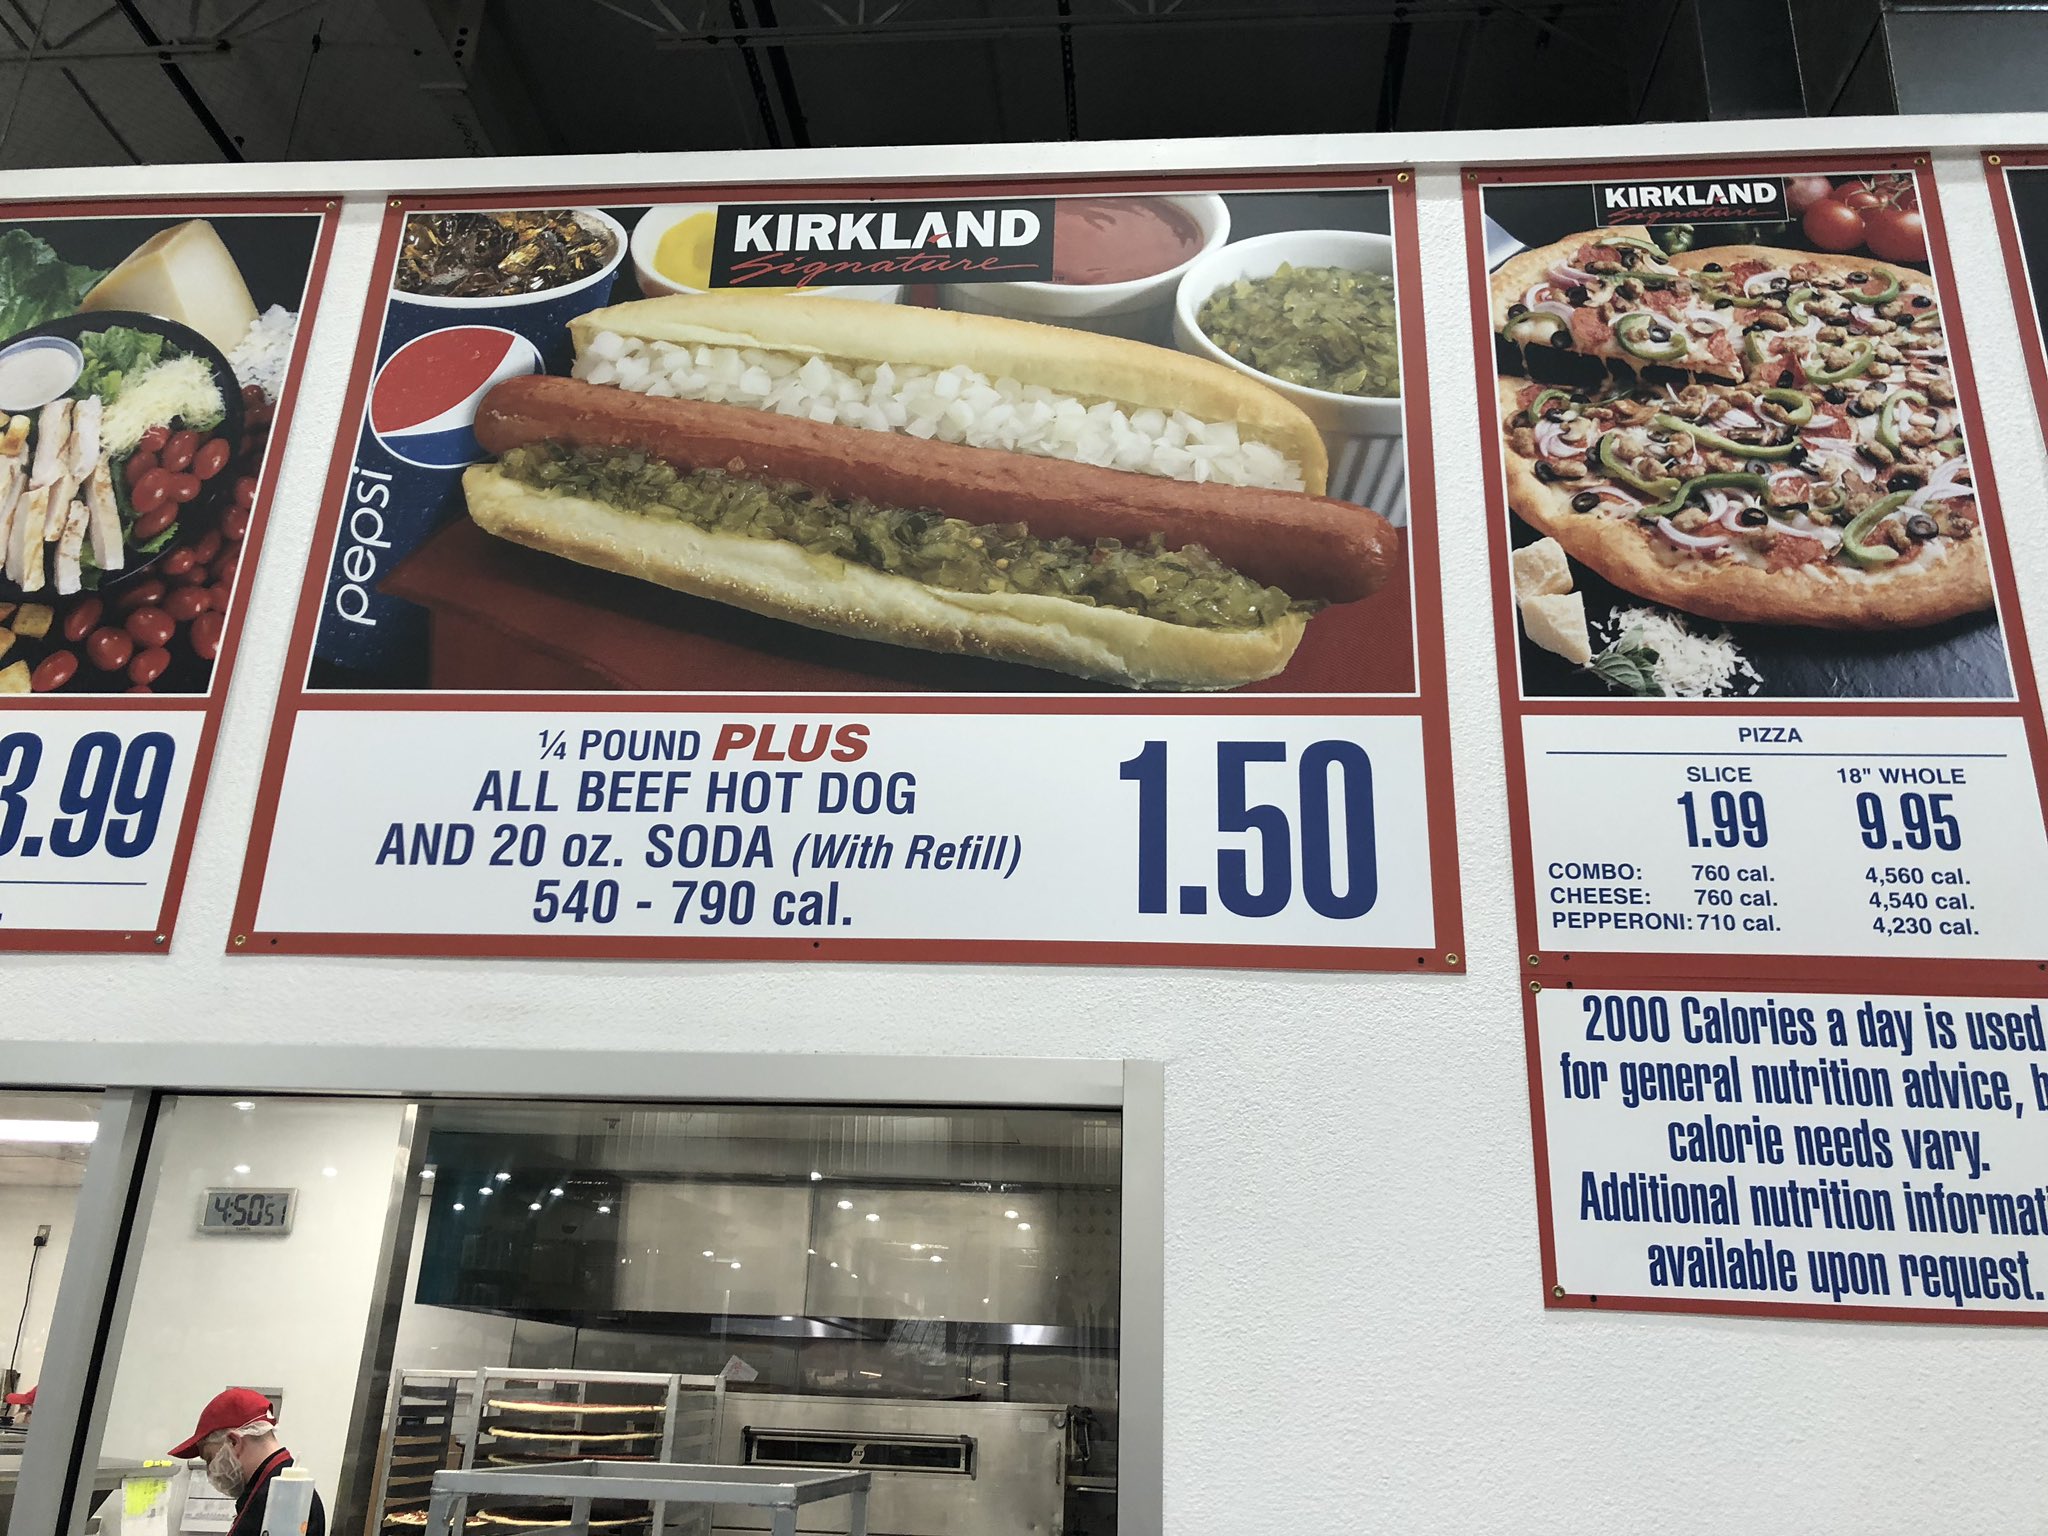 3.99
KIRKLAND
Signature
pepsi
¼ POUND PLUS
ALL BEEF HOT DOG
AND 20 oz. SODA (With Refill)
540 - 790 cal.
1.50
KIRKLAND
Signature
PIZZA
SLICE 18" WHOLE
1.99 9.95
COMBO: 760 cal. 4,560 cal.
CHEESE: 760 cal. 4,540 cal.
PEPPERONI: 710 cal. 4,230 cal.
2000 Calories a day is used
for general nutrition advice,
calorie needs vary.
Additional nutrition
available upon request.
4:50 51
XLT